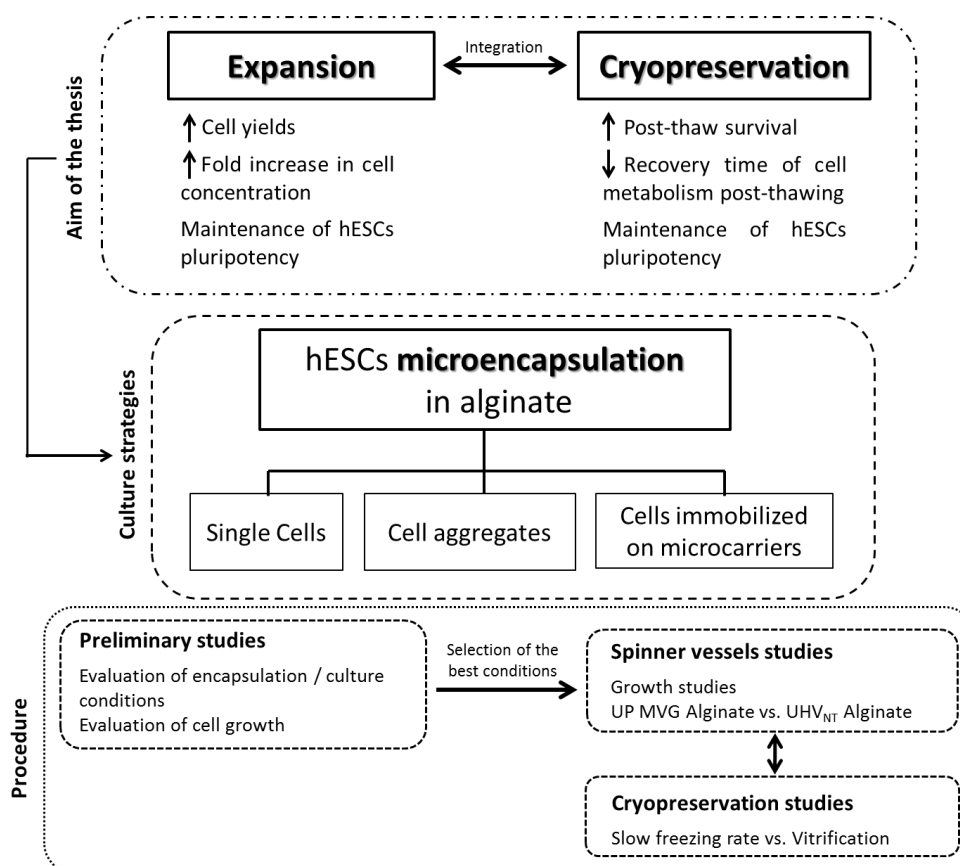 Aim of the thesis
Expansion
Integration
Cryopreservation
Cell yields
Fold increase in cell
concentration
Maintenance of hESCs
pluripotency
Post-thaw survival
Recovery time of cell
metabolism post-thawing
Maintenance of hESCs
pluripotency
Culture strategies
hESCs microencapsulation
in alginate
Single Cells
Cell aggregates
Cells immobilized
on microcarriers
Procedure
Preliminary studies
Evaluation of encapsulation / culture
conditions
Evaluation of cell growth
Selection of the
best conditions
Spinner vessels studies
Growth studies
UP MVG Alginate vs. UHVNT Alginate
Cryopreservation studies
Slow freezing rate vs. Vitrification